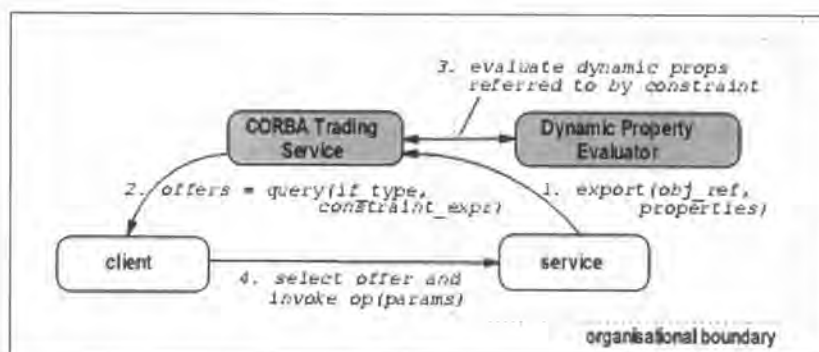 3. evaluate dynamic props
referred to by constraint
CORBA Trading
Service
Dynamic Property
Evaluator
2. offers = query(if_type,
constraint_expr)
1. export(obj_ref,
properties)
client
service
4. select offer and
invoke op(params)
organisational boundary